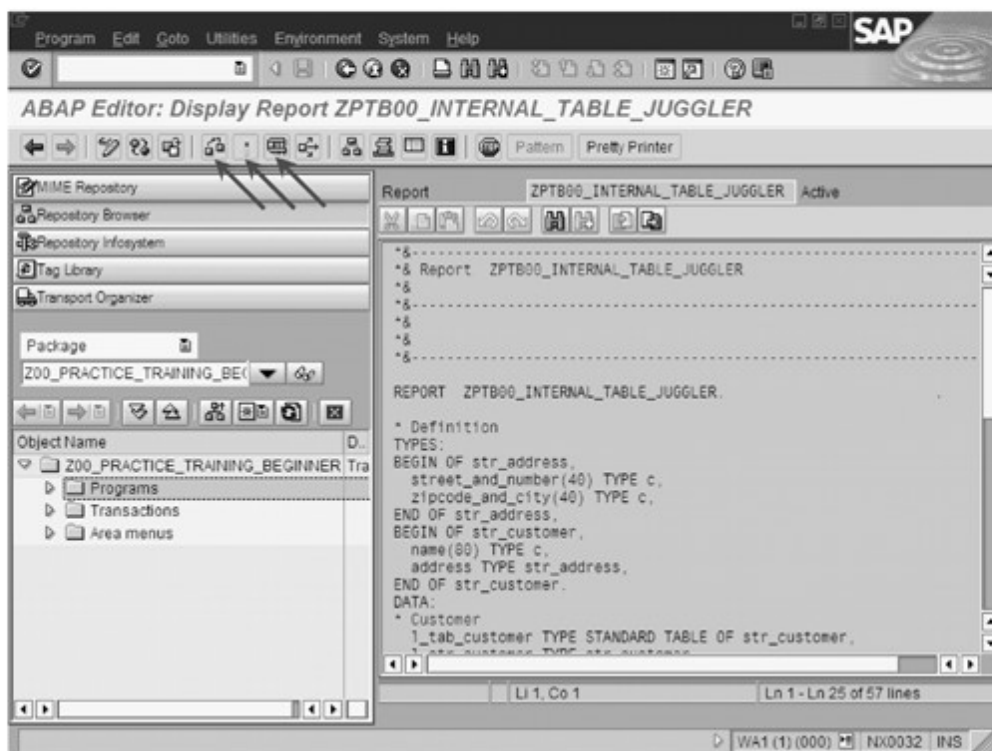 Program Edit Goto Utilities Environment System Help
SAP
ABAP Editor: Display Report ZPTB00_INTERNAL_TABLE_JUGGLER
Pattern Pretty Printer
MIME Repository
Repository Browser
Repository Infosystem
Tag Library
Transport Organizer
Package
Z00_PRACTICE_TRAINING_BE(
Object Name D..
Z00_PRACTICE_TRAINING_BEGINNER Tra
Programs
Transactions
Area menus
Report ZPTB00_INTERNAL_TABLE_JUGGLER Active
*&---------------------------------------------------------------------
*& Report ZPTB00_INTERNAL_TABLE_JUGGLER
*&
*&---------------------------------------------------------------------
*&
*&
*&---------------------------------------------------------------------
REPORT ZPTB00_INTERNAL_TABLE_JUGGLER.
* Definition
TYPES:
BEGIN OF str_address,
street_and_number(40) TYPE c,
zipcode_and_city(40) TYPE c,
END OF str_address,
BEGIN OF str_customer,
name(80) TYPE c,
address TYPE str_address,
END OF str_customer.
DATA:
* Customer
l_tab_customer TYPE STANDARD TABLE OF str_customer,
Li 1, Co 1 Ln 1 - Ln 25 of 57 lines
WA1 (1) (000) NX0032 INS